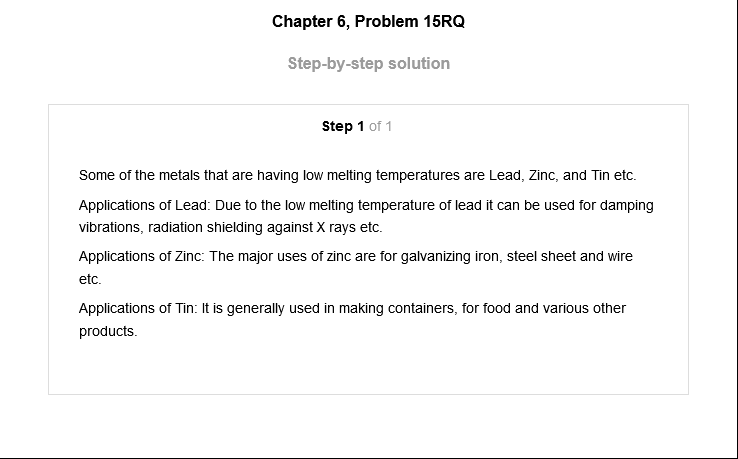 Chapter 6, Problem 15RQ
Step-by-step solution
Step 1 of 1
Some of the metals that are having low melting temperatures are Lead, Zinc, and Tin etc.
Applications of Lead: Due to the low melting temperature of lead it can be used for damping
vibrations, radiation shielding against X rays etc.
Applications of Zinc: The major uses of zinc are for galvanizing iron, steel sheet and wire
etc.
Applications of Tin: It is generally used in making containers, for food and various other
products.